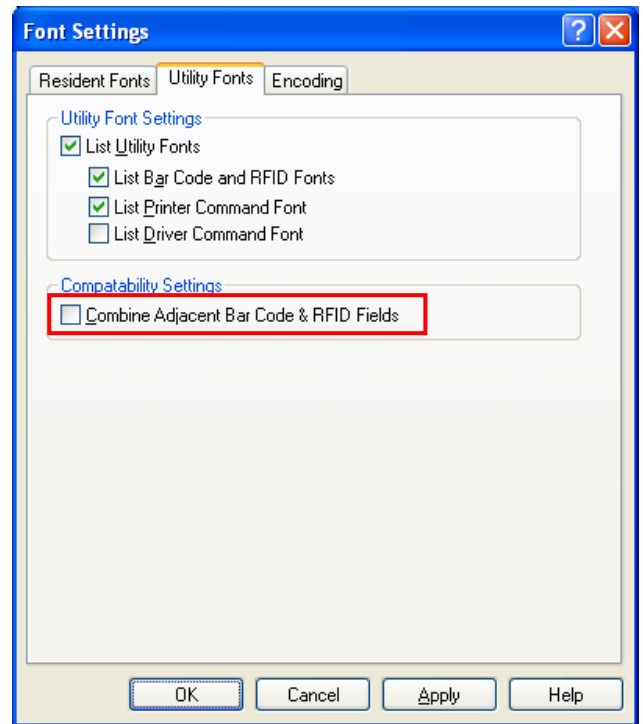 Font Settings
Resident Fonts Utility Fonts Encoding
Utility Font Settings
List Utility Fonts
List Bar Code and RFID Fonts
List Printer Command Font
List Driver Command Font
Compatability Settings
Combine Adjacent Bar Code & RFID Fields
OK Cancel Apply Help